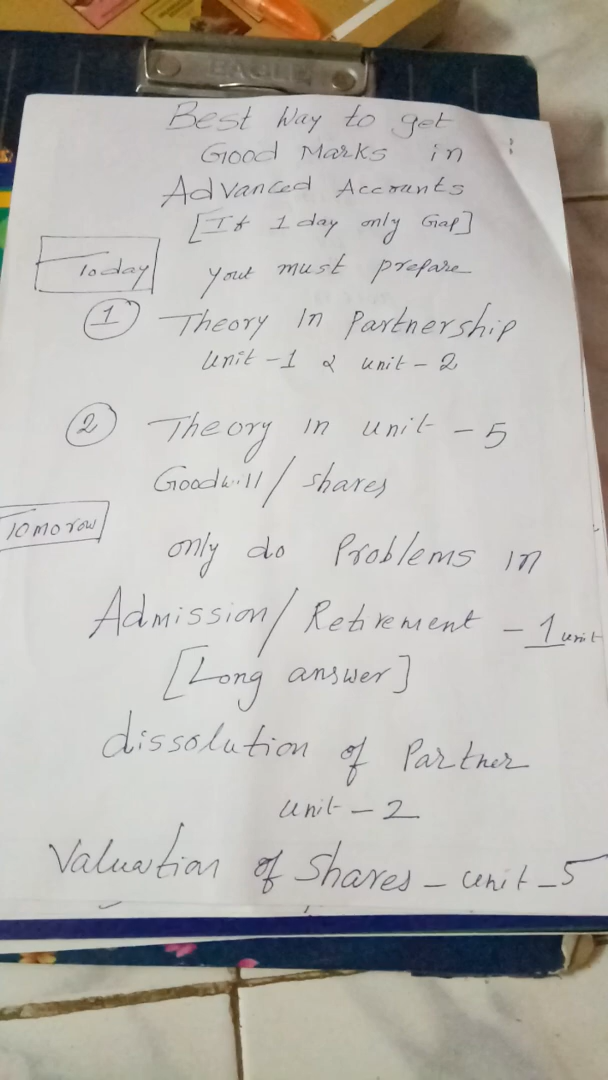 EAGLE
Best Way to get
Good Marks in
Advanced Accounts
[If 1 day only Gap]
Today
yout must prepare
1 Theory In Partnership
unit - 1 & unit - 2
2 Theory in unit - 5
Goodwill / shares
Tomorow
only do Problems in
Admission / Retirement - 1 unit
[Long answer]
dissolution of Partner
unit - 2
Valuation of Shares - unit - 5